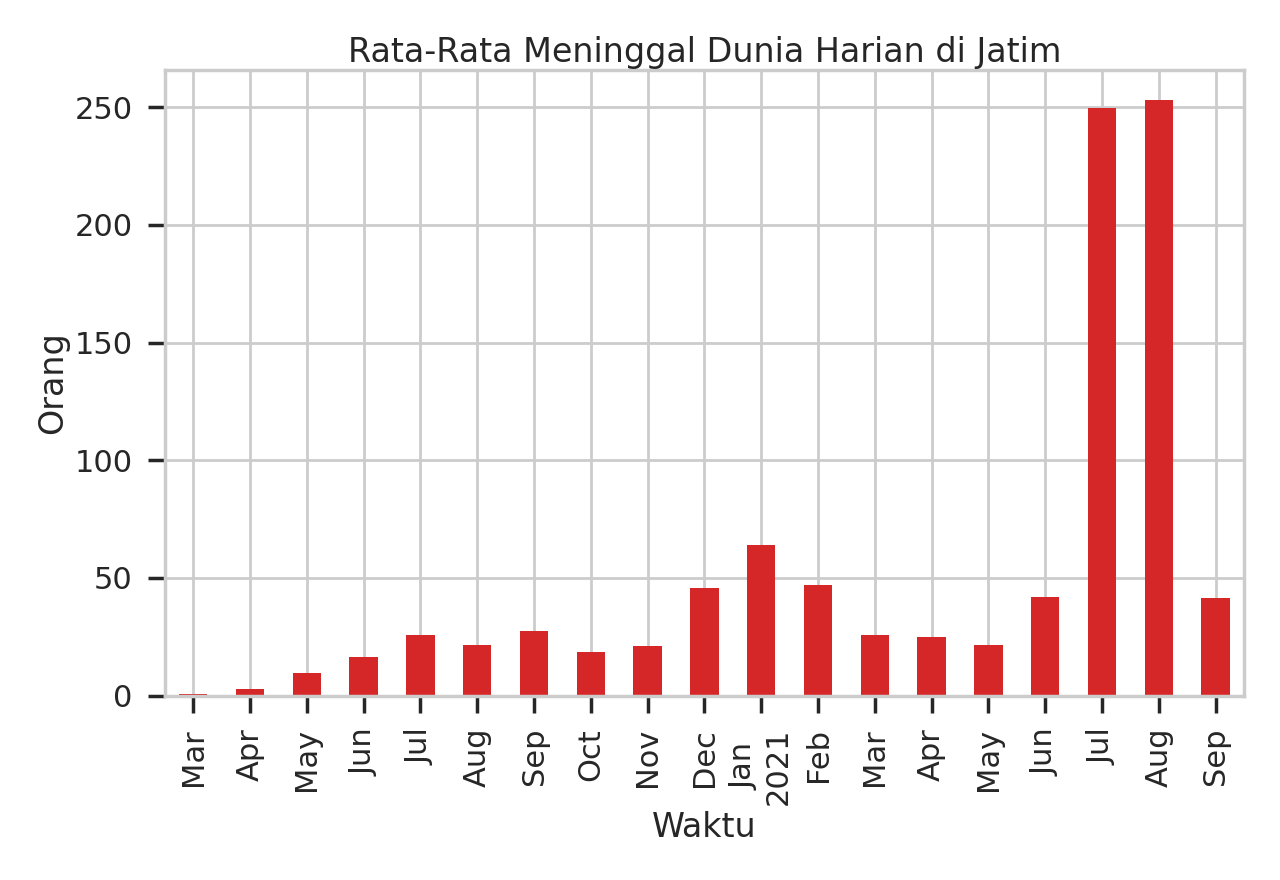 Rata-Rata Meninggal Dunia Harian di Jatim
250
200
150
100
50
0
Orang
Mar
Apr
May
Jun
Jul
Aug
Sep
Oct
Nov
Dec
Jan
2021
Feb
Mar
Apr
May
Jun
Jul
Aug
Sep
Waktu